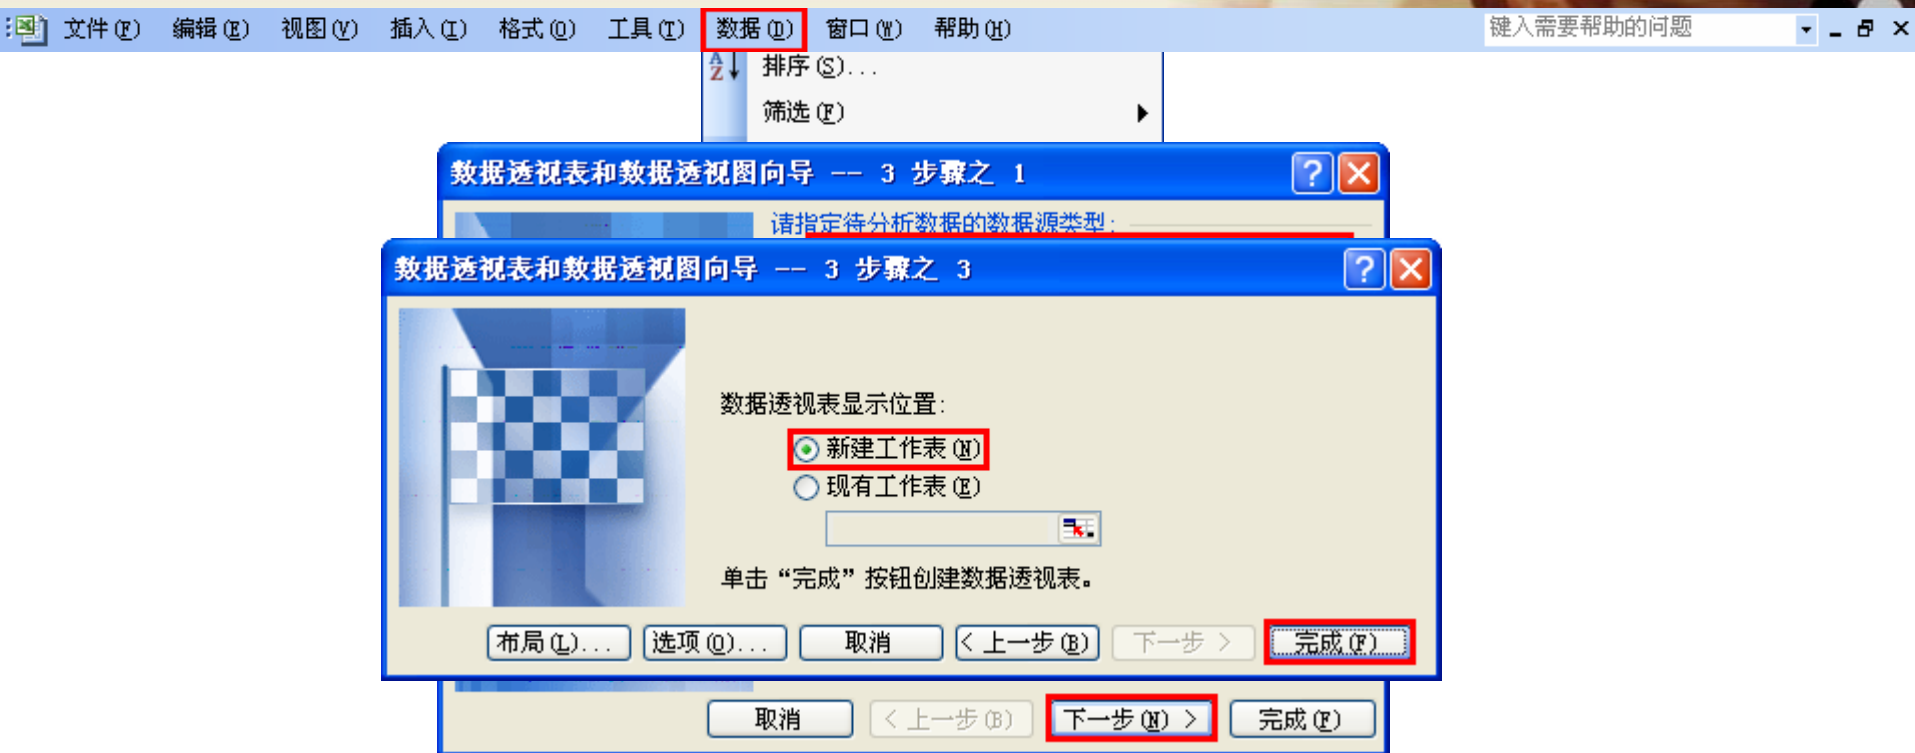 文件(F) 编辑(E) 视图(V) 插入(I) 格式(O) 工具(T) 数据(D) 窗口(W) 帮助(H) 键入需要帮助的问题
排序(S)...
筛选(F)
数据透视表和数据透视图向导 -- 3 步骤之 1
请指定待分析数据的数据源类型:
数据透视表和数据透视图向导 -- 3 步骤之 3
数据透视表显示位置:
新建工作表(N)
现有工作表(E)
单击“完成”按钮创建数据透视表。
布局(L)... 选项(O)... 取消 < 上一步(B) 下一步 > 完成(F)
取消 < 上一步(B) 下一步(N) > 完成(F)